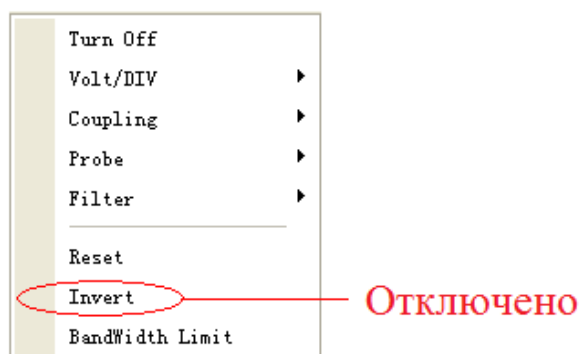 Turn Off
Volt/DIV
Coupling
Probe
Filter
Reset
Invert
Отключено
BandWidth Limit